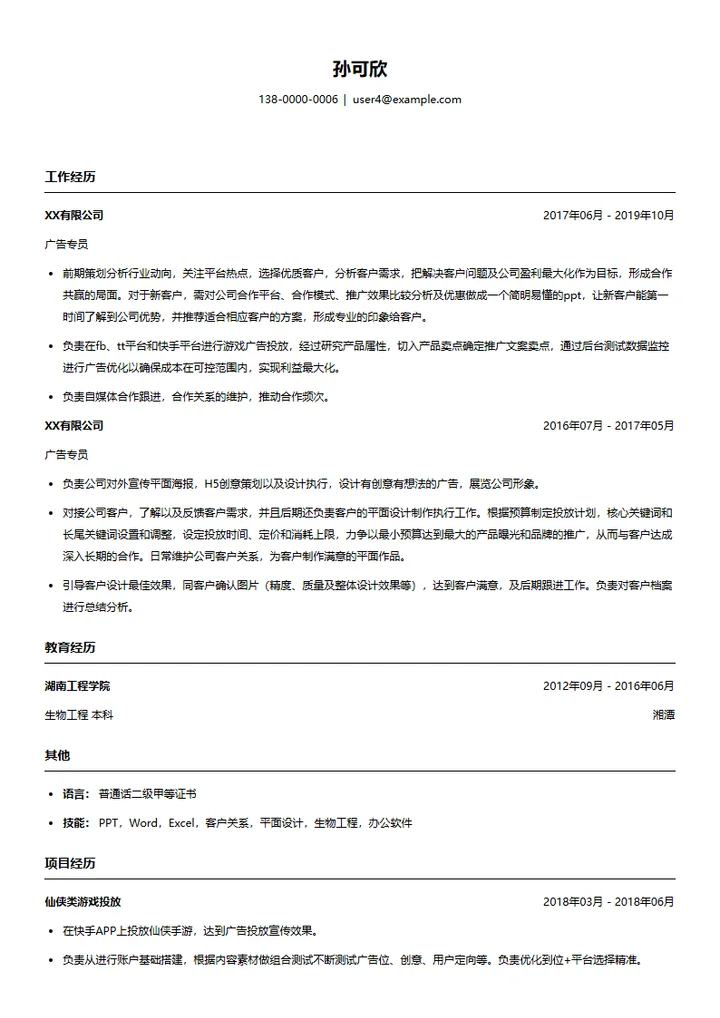 孙可欣
138-0000-0006 | user4@example.com
工作经历
XX有限公司 2017年06月 - 2019年10月
广告专员
• 前期策划分析行业动向，关注平台热点，选择优质客户，分析客户需求，把解决客户问题及公司盈利最大化作为目标，形成合作
共赢的局面。对于新客户，需对公司合作平台、合作模式、推广效果比较分析及优惠做成一个简明易懂的ppt，让新客户能第一
时间了解到公司优势，并推荐适合相应客户的方案，形成专业的印象给客户。
• 负责在fb、tt平台和快手平台进行游戏广告投放，经过研究产品属性，切入产品卖点确定推广文案卖点，通过后台测试数据监控
进行广告优化以确保成本在可控范围内，实现利益最大化。
• 负责自媒体合作跟进，合作关系的维护，推动合作频次。
XX有限公司 2016年07月 - 2017年05月
广告专员
• 负责公司对外宣传平面海报，H5创意策划以及设计执行，设计有创意有想法的广告，展览公司形象。
• 对接公司客户，了解以及反馈客户需求，并且后期还负责客户的平面设计制作执行工作。根据预算制定投放计划，核心关键词和
长尾关键词设置和调整，设定投放时间、定价和消耗上限，力争以最小预算达到最大的产品曝光和品牌的推广，从而与客户达成
深入长期的合作。日常维护公司客户关系，为客户制作满意的平面作品。
• 引导客户设计最佳效果，同客户确认图片（精度、质量及整体设计效果等），达到客户满意，及后期跟进工作。负责对客户档案
进行总结分析。
教育经历
湖南工程学院 2012年09月 - 2016年06月
生物工程 本科 湘潭
其他
• 语言： 普通话二级甲等证书
• 技能： PPT，Word，Excel，客户关系，平面设计，生物工程，办公软件
项目经历
仙侠类游戏投放 2018年03月 - 2018年06月
• 在快手APP上投放仙侠手游，达到广告投放宣传效果。
• 负责从进行账户基础搭建，根据内容素材做组合测试不断测试广告位、创意、用户定向等。负责优化到位+平台选择精准。